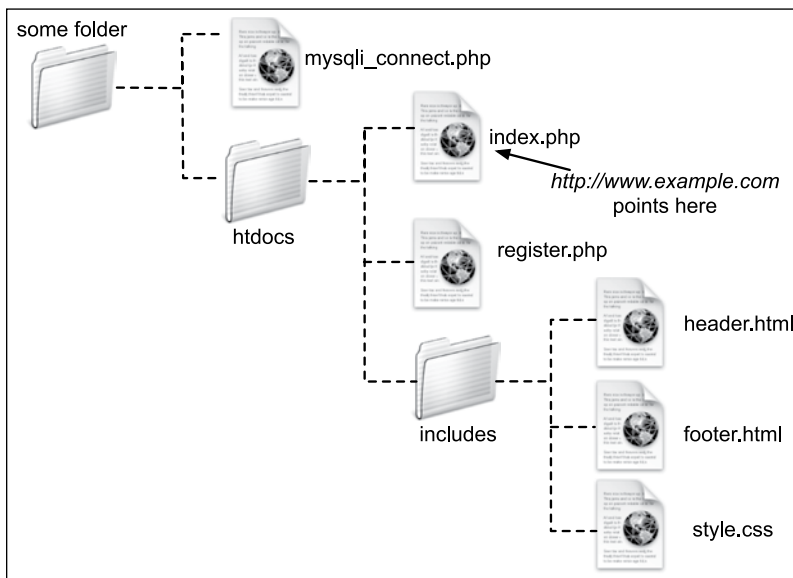 some folder
mysqli_connect.php
index.php
http://www.example.com
points here
htdocs
register.php
header.html
includes
footer.html
style.css